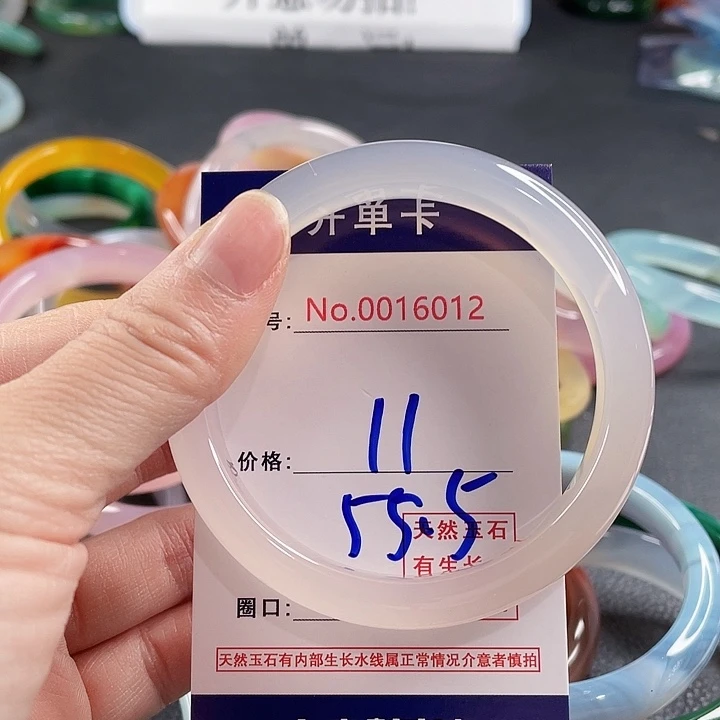 开单卡
号:
No.0016012
价格:
11
55.5
天然玉石
有生长
圈口:
天然玉石有内部生长水线属正常情况介意者慎拍